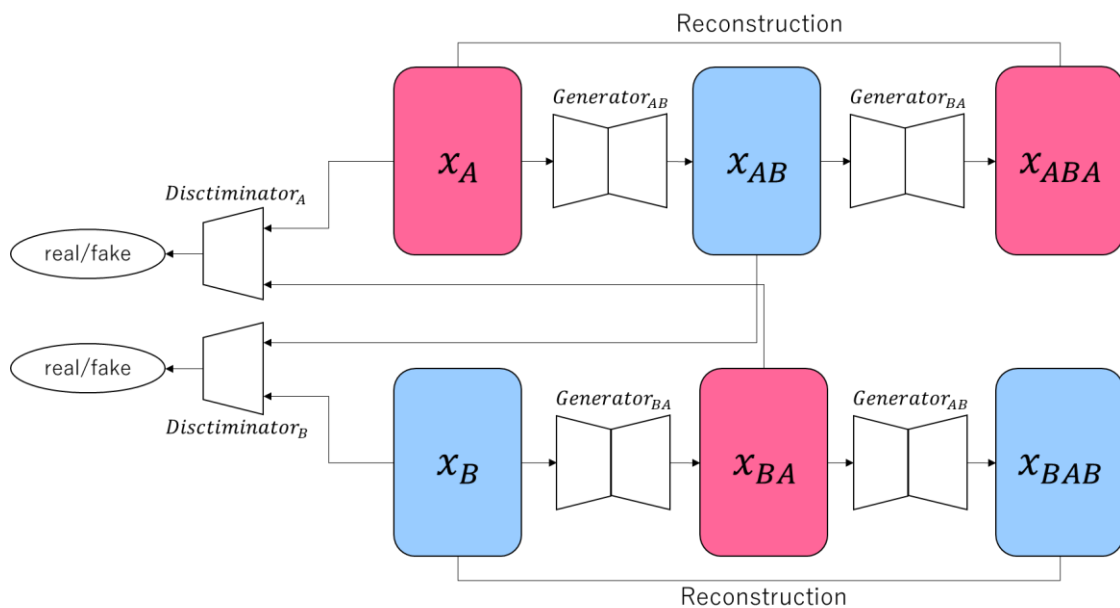 Reconstruction
Generator_AB
Generator_BA
x_A
x_AB
x_ABA
Disctiminator_A
real/fake
real/fake
Disctiminator_B
Generator_BA
Generator_AB
x_B
x_BA
x_BAB
Reconstruction